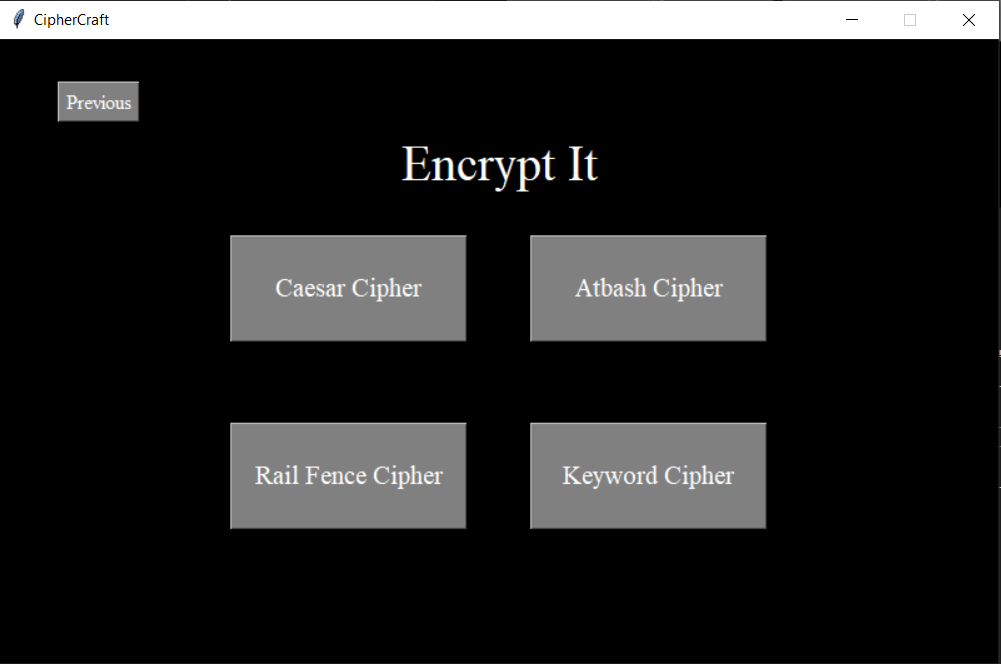 CipherCraft
Previous
Encrypt It
Caesar Cipher
Atbash Cipher
Rail Fence Cipher
Keyword Cipher